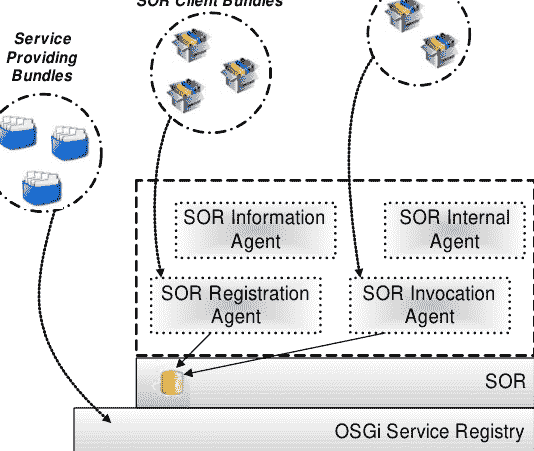 SOR Client Bundles
Service
Providing
Bundles
SOR Information
Agent
SOR Internal
Agent
SOR Registration
Agent
SOR Invocation
Agent
SOR
OSGi Service Registry